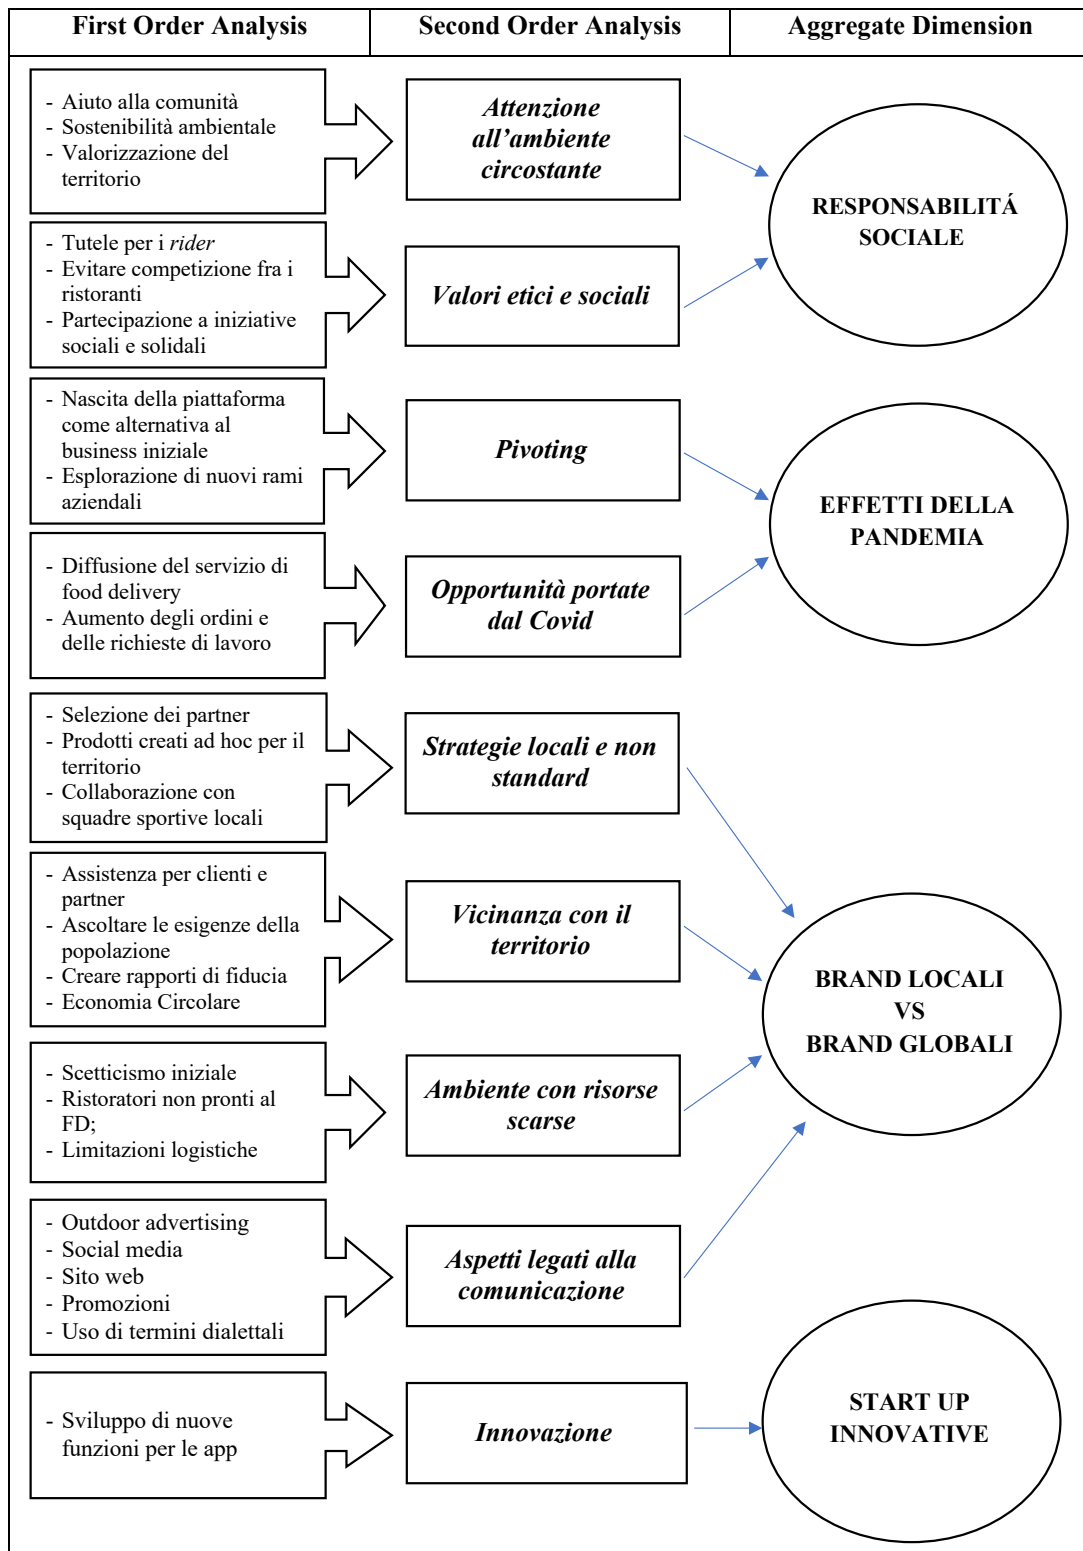 First Order Analysis
Second Order Analysis
Aggregate Dimension
- Aiuto alla comunità
- Sostenibilità ambientale
- Valorizzazione del
territorio
Attenzione
all’ambiente
circostante
RESPONSABILITÁ
SOCIALE
- Tutele per i rider
- Evitare competizione fra i
ristoranti
- Partecipazione a iniziative
sociali e solidali
Valori etici e sociali
- Nascita della piattaforma
come alternativa al
business iniziale
- Esplorazione di nuovi rami
aziendali
Pivoting
EFFETTI DELLA
PANDEMIA
- Diffusione del servizio di
food delivery
- Aumento degli ordini e
delle richieste di lavoro
Opportunità portate
dal Covid
- Selezione dei partner
- Prodotti creati ad hoc per il
territorio
- Collaborazione con
squadre sportive locali
Strategie locali e non
standard
- Assistenza per clienti e
partner
- Ascoltare le esigenze della
popolazione
- Creare rapporti di fiducia
- Economia Circolare
Vicinanza con il
territorio
BRAND LOCALI
VS
BRAND GLOBALI
- Scetticismo iniziale
- Ristoratori non pronti al
FD;
- Limitazioni logistiche
Ambiente con risorse
scarse
- Outdoor advertising
- Social media
- Sito web
- Promozioni
- Uso di termini dialettali
Aspetti legati alla
comunicazione
- Sviluppo di nuove
funzioni per le app
Innovazione
START UP
INNOVATIVE